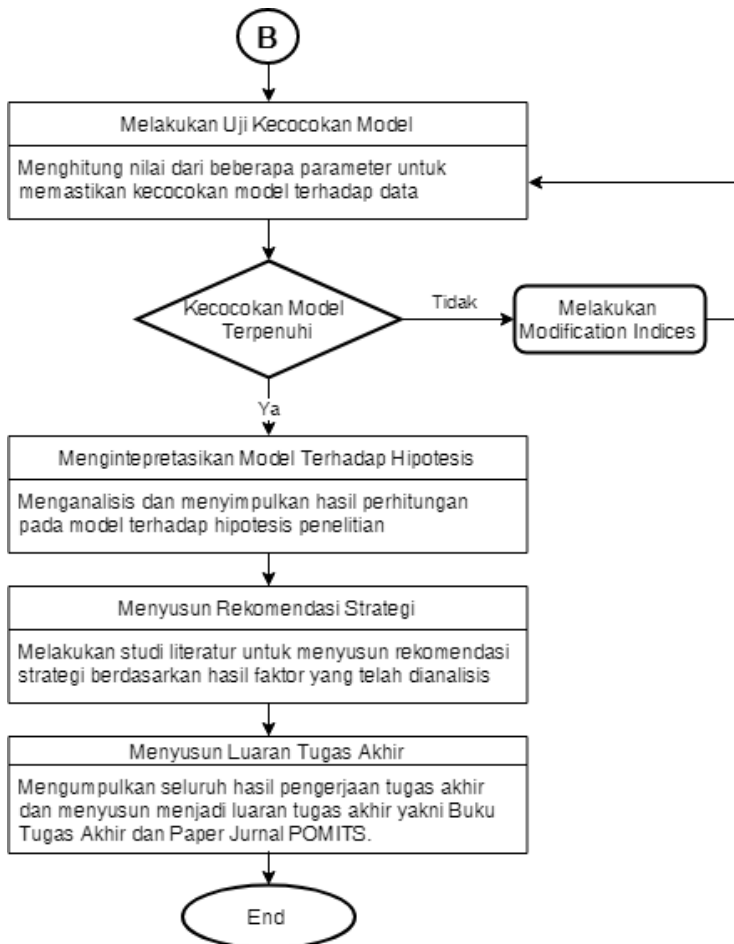 B
Melakukan Uji Kecocokan Model
Menghitung nilai dari beberapa parameter untuk
memastikan kecocokan model terhadap data
Kecocokan Model
Terpenuhi
Tidak
Melakukan
Modification Indices
Ya
Mengintepretasikan Model Terhadap Hipotesis
Menganalisis dan menyimpulkan hasil perhitungan
pada model terhadap hipotesis penelitian
Menyusun Rekomendasi Strategi
Melakukan studi literatur untuk menyusun rekomendasi
strategi berdasarkan hasil faktor yang telah dianalisis
Menyusun Luaran Tugas Akhir
Mengumpulkan seluruh hasil pengerjaan tugas akhir
dan menyusun menjadi luaran tugas akhir yakni Buku
Tugas Akhir dan Paper Jurnal POMITS.
End